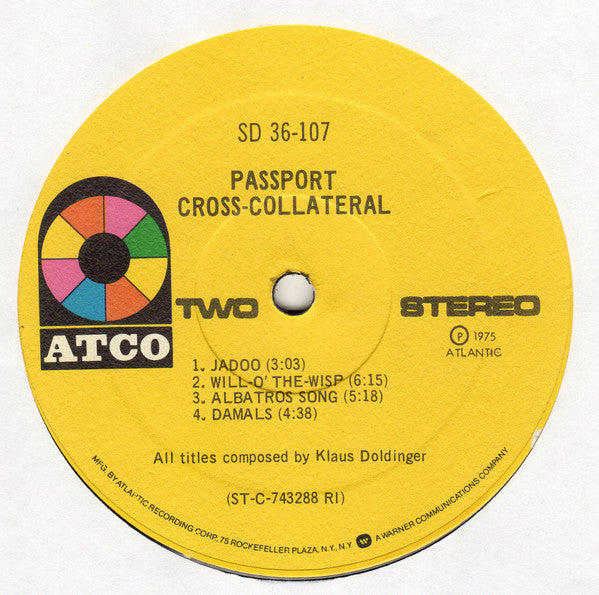 SD 36-107
PASSPORT
CROSS-COLLATERAL
ATCO
TWO
STEREO
Ⓟ 1975
ATLANTIC
1. JADOO (3:03)
2. WILL-O' THE-WISP (6:15)
3. ALBATROS SONG (5:18)
4. DAMALS (4:38)
All titles composed by Klaus Doldinger
(ST-C-743288 RI)
MFG. BY ATLANTIC RECORDING CORP. 75 ROCKEFELLER PLAZA, N.Y., N.Y. A WARNER COMMUNICATIONS COMPANY